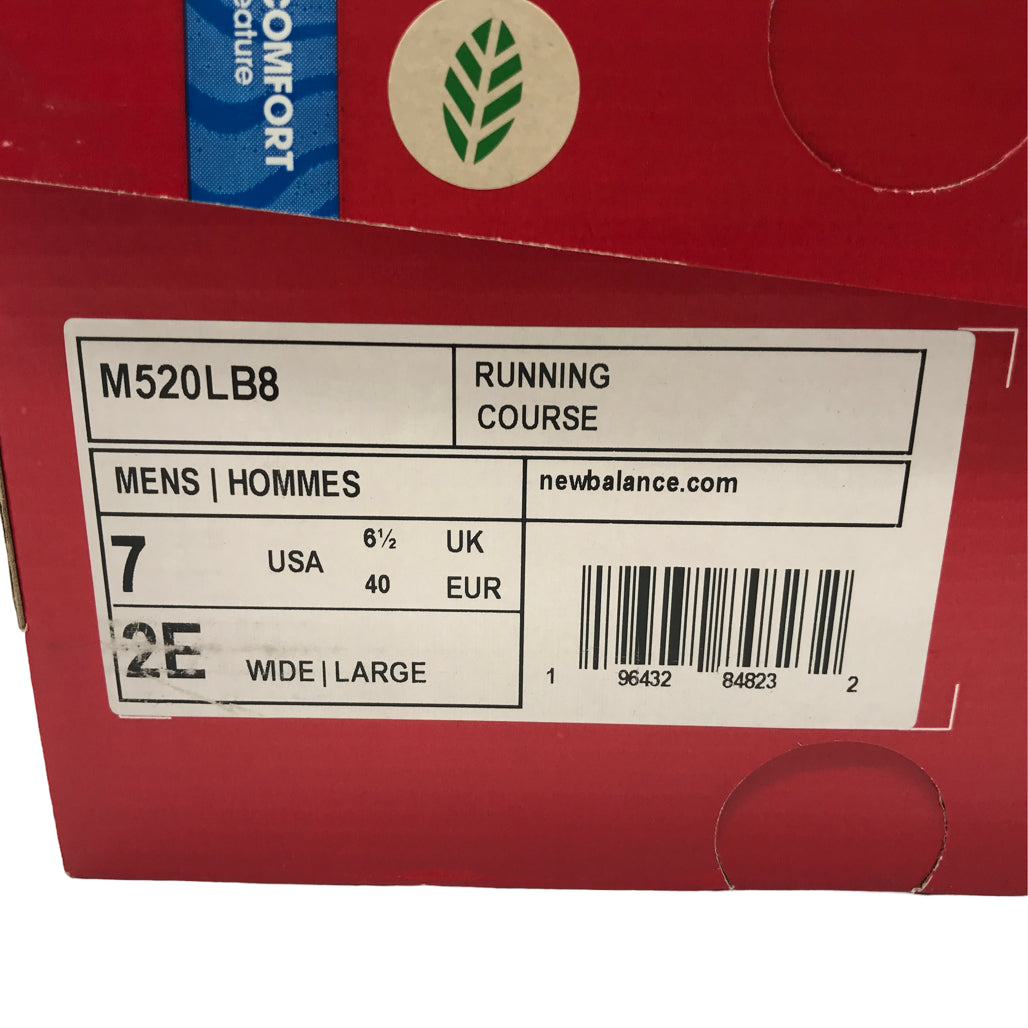 COMFORT
eature
M520LB8
RUNNING
COURSE
MENS | HOMMES
newbalance.com
7 USA 6½ UK
40 EUR
2E WIDE | LARGE
1 96432 84823 2